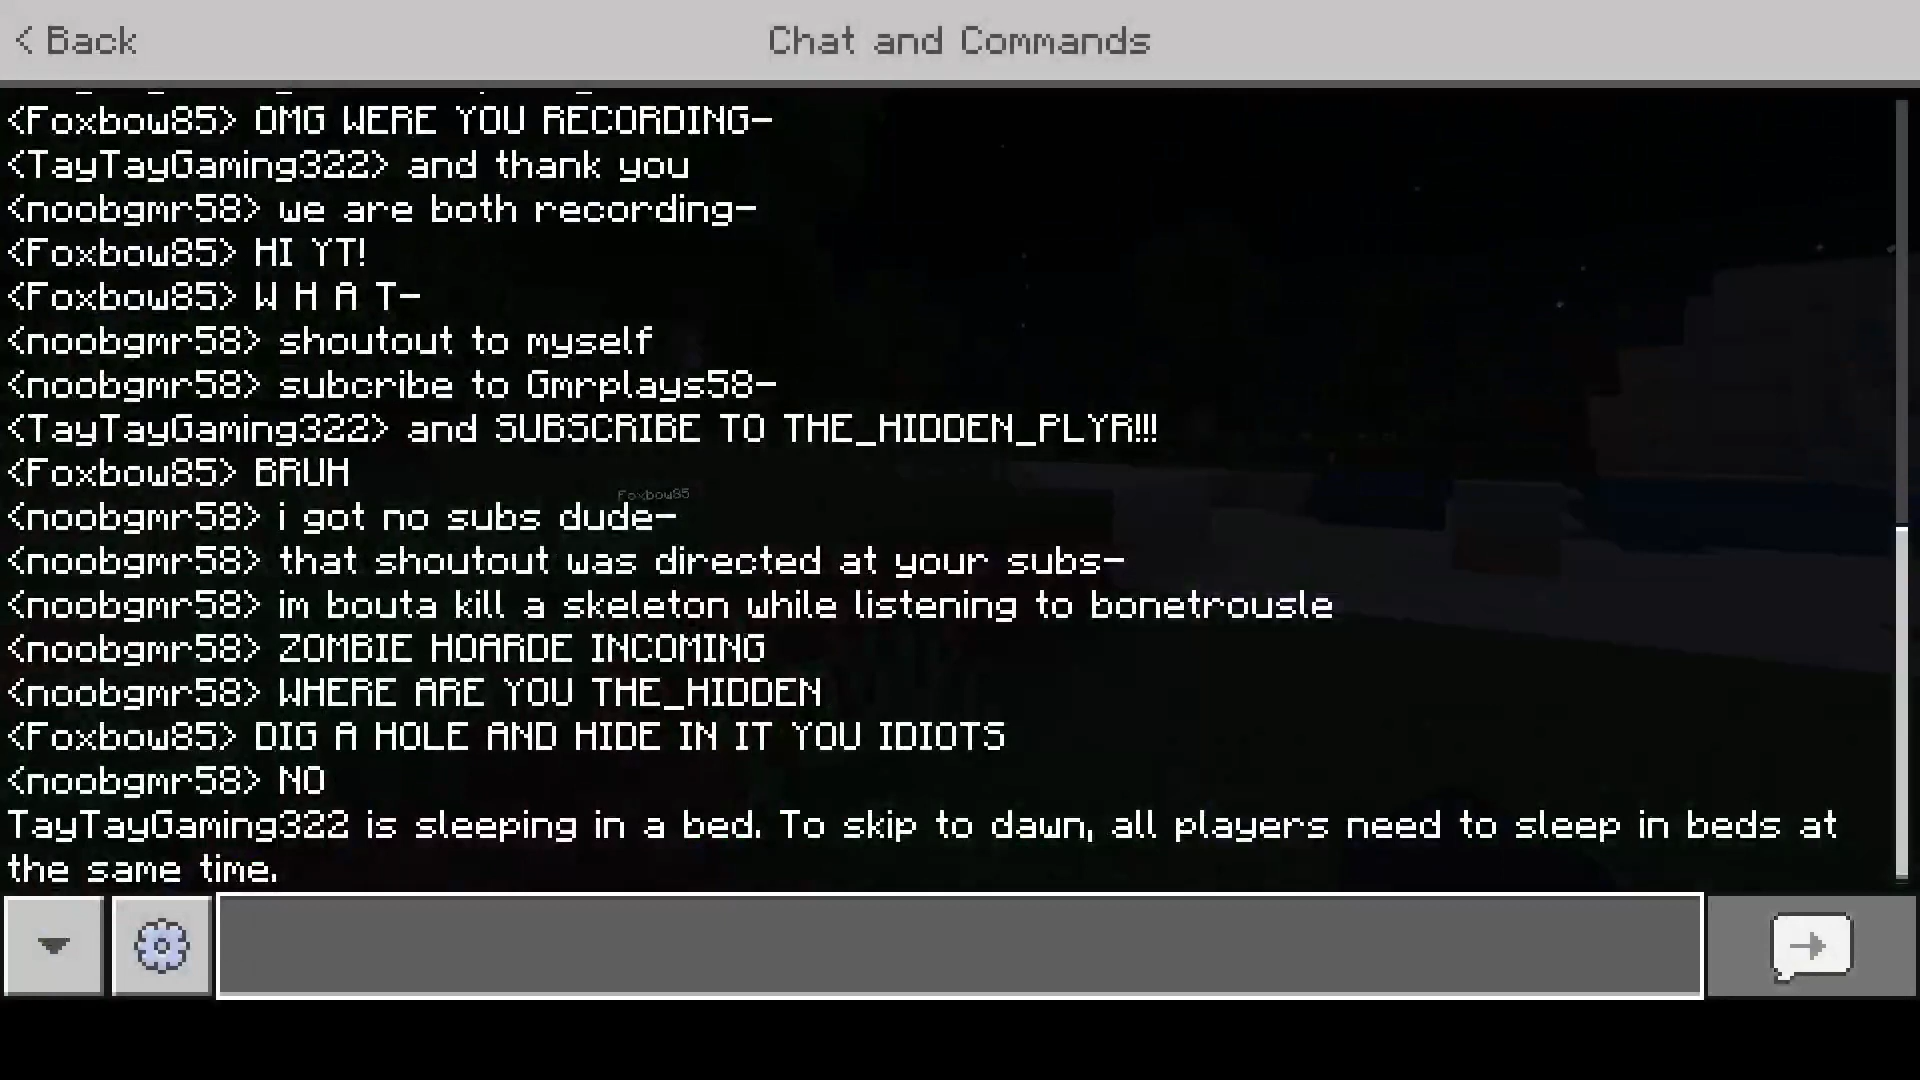 < Back
Chat and Commands
<Foxbow85> OMG WERE YOU RECORDING-
<TayTayGaming322> and thank you
<noobgmr58> we are both recording-
<Foxbow85> HI YT!
<Foxbow85> W H A T-
<noobgmr58> shoutout to myself
<noobgmr58> subcribe to Gmrplays58-
<TayTayGaming322> and SUBSCRIBE TO THE_HIDDEN_PLYR!!!
<Foxbow85> BRUH
Foxbow85
<noobgmr58> i got no subs dude-
<noobgmr58> that shoutout was directed at your subs-
<noobgmr58> im bouta kill a skeleton while listening to bonetrousle
<noobgmr58> ZOMBIE HOARDE INCOMING
<noobgmr58> WHERE ARE YOU THE_HIDDEN
<Foxbow85> DIG A HOLE AND HIDE IN IT YOU IDIOTS
<noobgmr58> NO
TayTayGaming322 is sleeping in a bed. To skip to dawn, all players need to sleep in beds at
the same time.